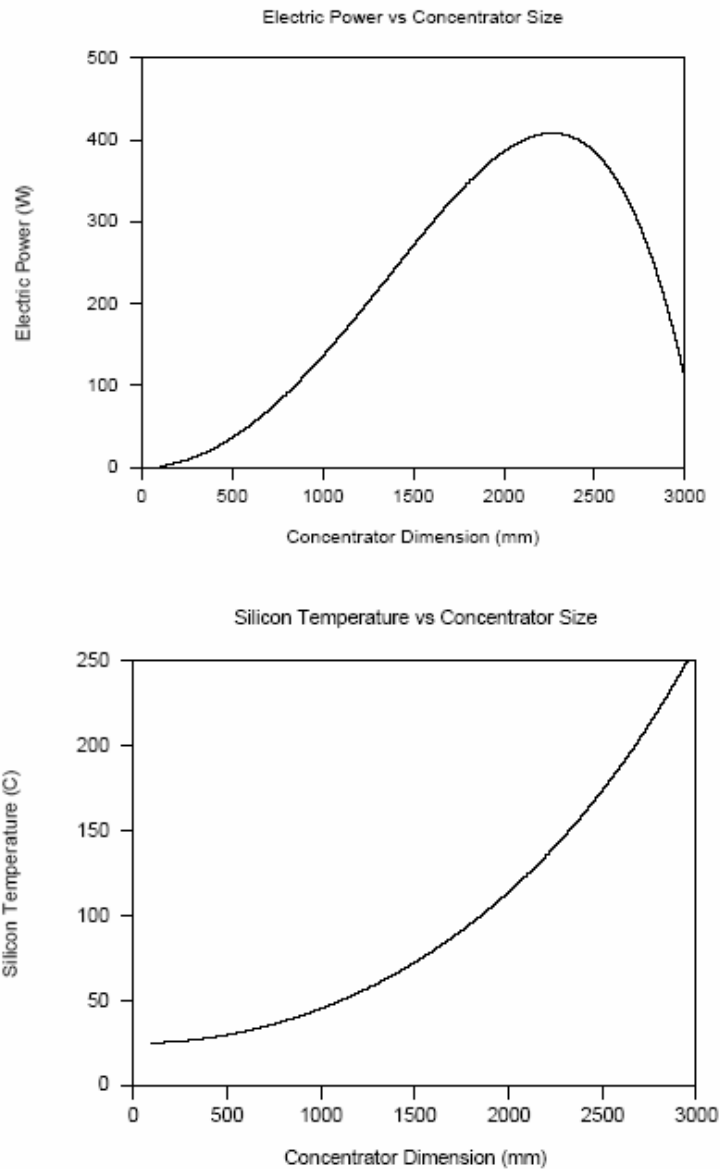 Electric Power vs Concentrator Size
500
400
300
200
100
0
Electric Power (W)
0 500 1000 1500 2000 2500 3000
Concentrator Dimension (mm)
Silicon Temperature vs Concentrator Size
250
200
150
100
50
0
Silicon Temperature (C)
0 500 1000 1500 2000 2500 3000
Concentrator Dimension (mm)